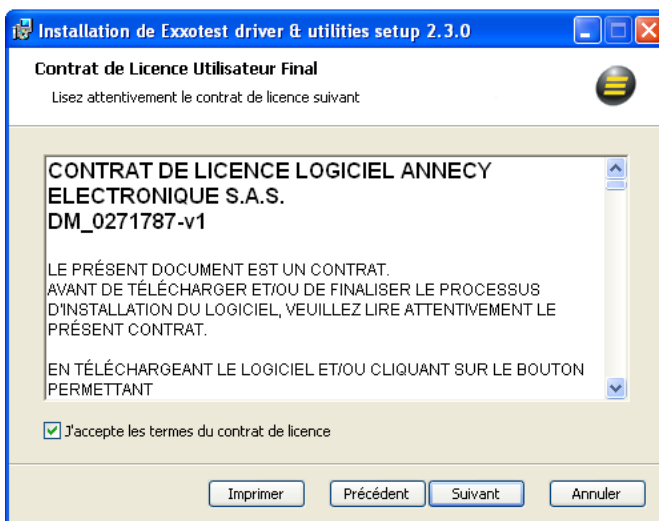 Installation de Exxotest driver & utilities setup 2.3.0
Contrat de Licence Utilisateur Final
Lisez attentivement le contrat de licence suivant
CONTRAT DE LICENCE LOGICIEL ANNECY
ELECTRONIQUE S.A.S.
DM_0271787-v1
LE PRÉSENT DOCUMENT EST UN CONTRAT.
AVANT DE TÉLÉCHARGER ET/OU DE FINALISER LE PROCESSUS
D'INSTALLATION DU LOGICIEL, VEUILLEZ LIRE ATTENTIVEMENT LE
PRÉSENT CONTRAT.
EN TÉLÉCHARGEANT LE LOGICIEL ET/OU CLIQUANT SUR LE BOUTON
PERMETTANT
J'accepte les termes du contrat de licence
Imprimer Précédent Suivant Annuler